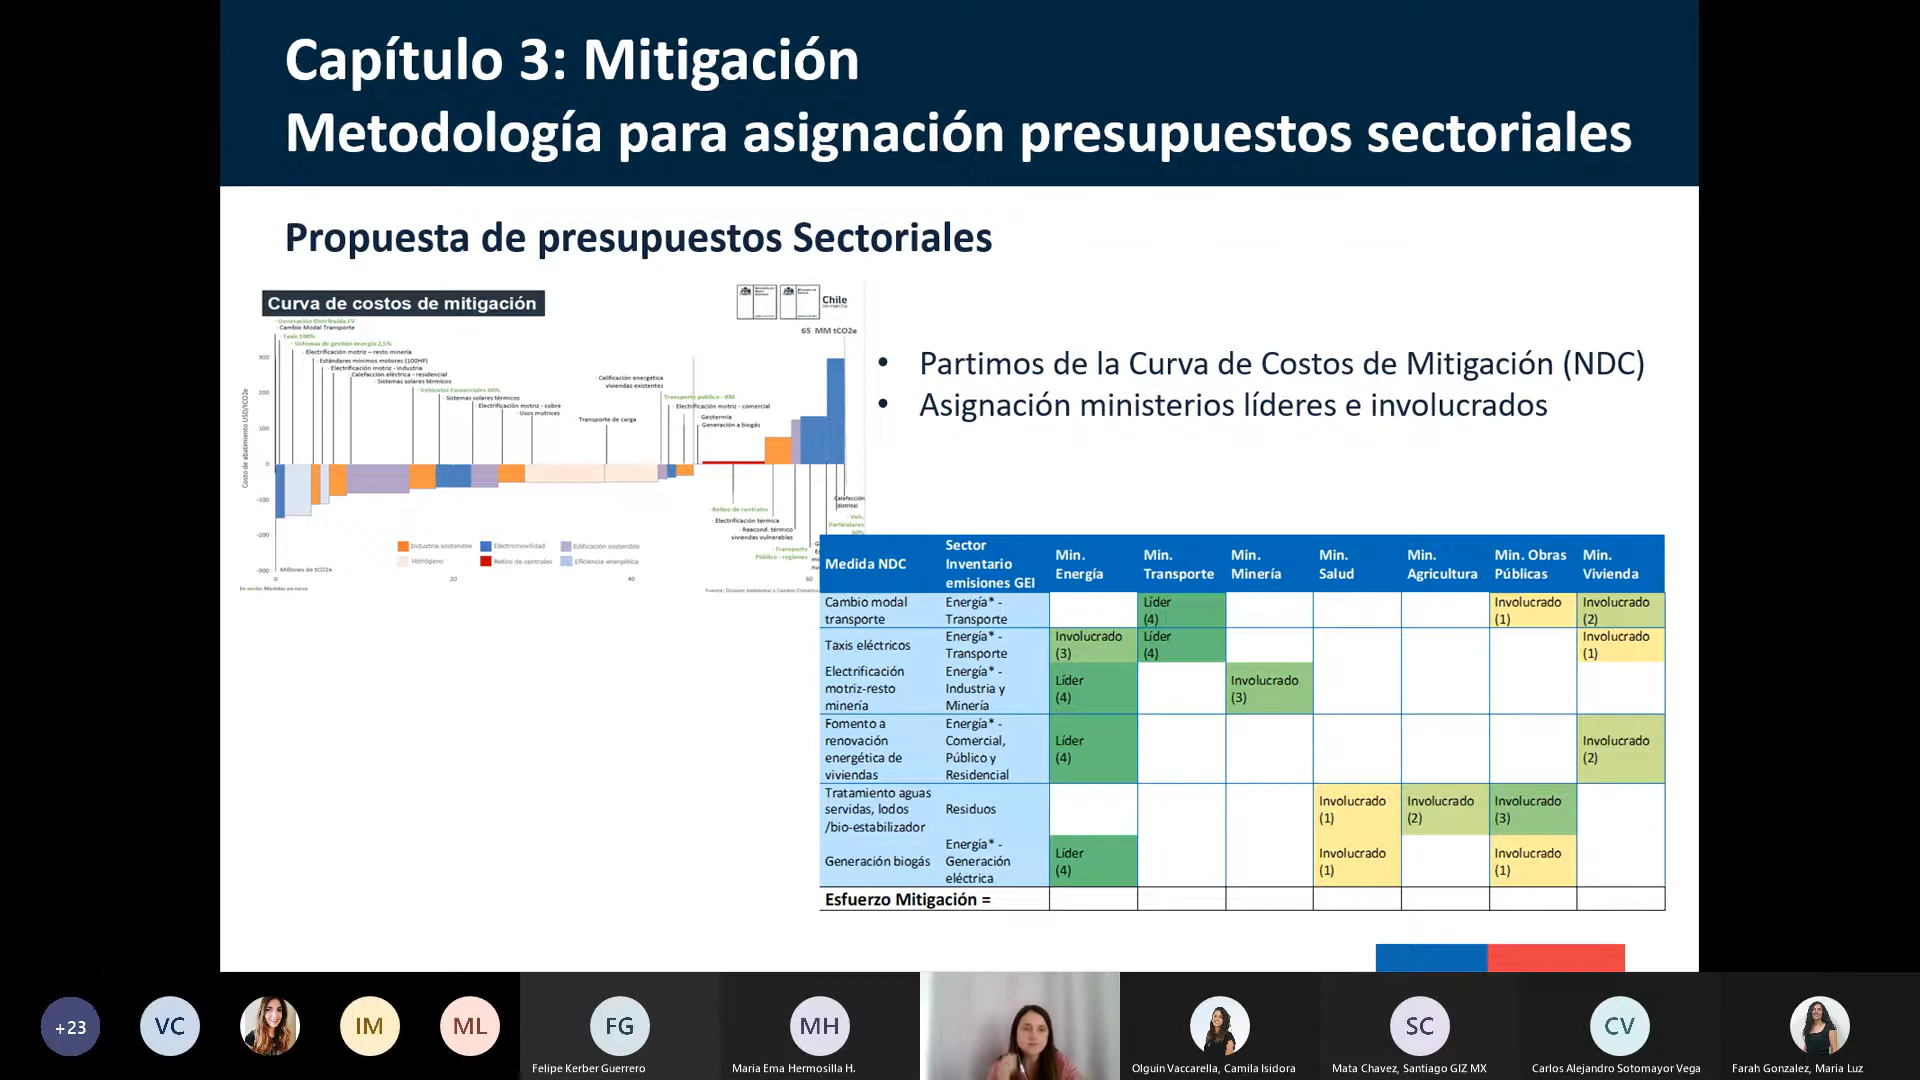 Capítulo 3: Mitigación
Metodología para asignación presupuestos sectoriales
Propuesta de presupuestos Sectoriales
Curva de costos de mitigación
Chile
65 MM tCO2e
· Generación Distribuida FV
· Cambio Modal Transporte
· Taxis 100%
· Sistemas de gestión energía 2,5%
· Electrificación motriz – resto minería
· Estándares mínimos motores (100HP)
· Electrificación motriz - industria
· Calefacción eléctrica - residencial
· Sistemas solares térmicos
· Vehículos Comerciales 60%
· Sistemas solares térmicos
· Electrificación motriz - cobre
· Usos motrices
Transporte de carga
· Calificación energética
viviendas existentes
Transporte público - RM
· Electrificación motriz - comercial
· Geotermia
· Generación a biogás
Costo de abatimiento USD/tCO2e
300
200
100
0
-100
-200
-300
· Retiro de centrales
· Electrificación térmica
· Reacond. térmico
viviendas vulnerables
· Transporte
Público - regiones
Calefacción
distrital
· Veh.
Particulares
60%
Industria sostenible
Electromovilidad
Edificación sostenible
Hidrógeno
Retiro de centrales
Eficiencia energética
Millones de tCO2e
0
20
40
60
En verde: Medidas en curso
• Partimos de la Curva de Costos de Mitigación (NDC)
• Asignación ministerios líderes e involucrados
Medida NDC
Sector
Inventario
emisiones GEI
Min.
Energía
Min.
Transporte
Min.
Minería
Min.
Salud
Min.
Agricultura
Min. Obras
Públicas
Min.
Vivienda
Cambio modal
transporte
Energía* -
Transporte
Líder
(4)
Involucrado
(1)
Involucrado
(2)
Taxis eléctricos
Energía* -
Transporte
Involucrado
(3)
Líder
(4)
Involucrado
(1)
Electrificación
motriz-resto
minería
Energía* -
Industria y
Minería
Líder
(4)
Involucrado
(3)
Fomento a
renovación
energética de
viviendas
Energía* -
Comercial,
Público y
Residencial
Líder
(4)
Involucrado
(2)
Tratamiento aguas
servidas, lodos
/bio-estabilizador
Residuos
Involucrado
(1)
Involucrado
(2)
Involucrado
(3)
Generación biogás
Energía* -
Generación
eléctrica
Líder
(4)
Involucrado
(1)
Involucrado
(1)
Esfuerzo Mitigación =
+23
VC
IM
ML
FG
Felipe Kerber Guerrero
MH
Maria Ema Hermosilla H.
Olguin Vaccarella, Camila Isidora
SC
Mata Chavez, Santiago GIZ MX
CV
Carlos Alejandro Sotomayor Vega
Farah Gonzalez, Maria Luz